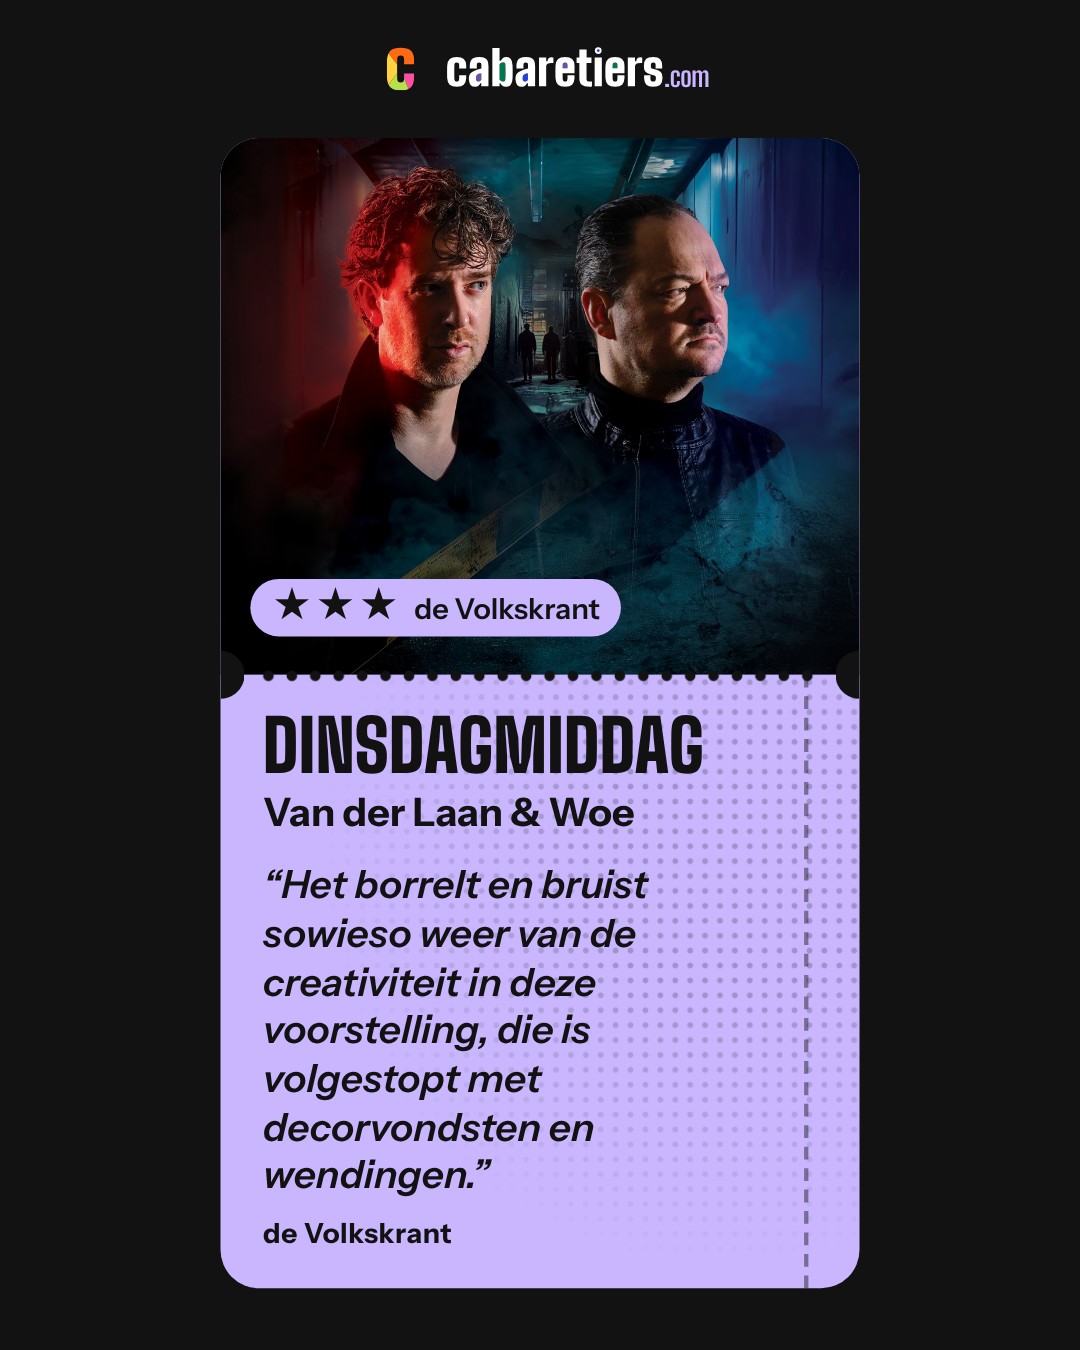 cabaretiers.com
★ ★ ★ de Volkskrant
DINSDAGMIDDAG
Van der Laan & Woe
“Het borrelt en bruist
sowieso weer van de
creativiteit in deze
voorstelling, die is
volgestopt met
decorvondsten en
wendingen.”
de Volkskrant